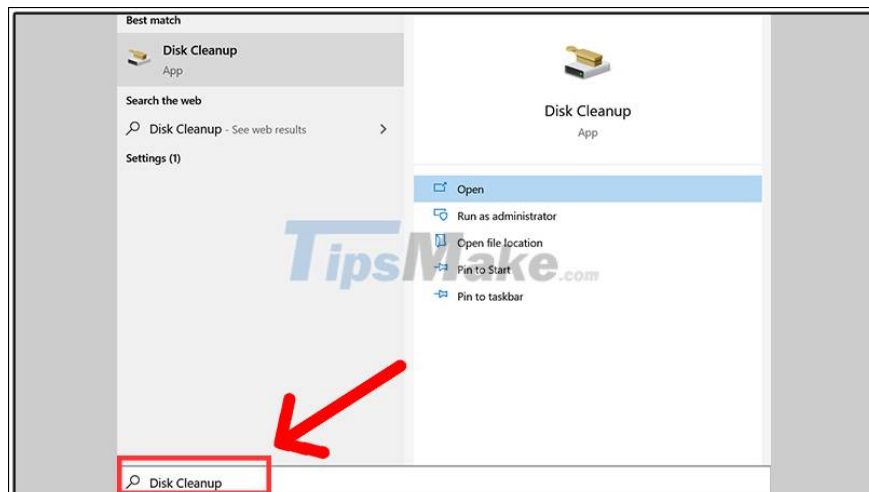 Best match
Disk Cleanup
App
Search the web
Disk Cleanup - See web results
Settings (1)
Disk Cleanup
App
Open
Run as administrator
Open file location
Pin to Start
Pin to taskbar
TipsMake.com
Disk Cleanup